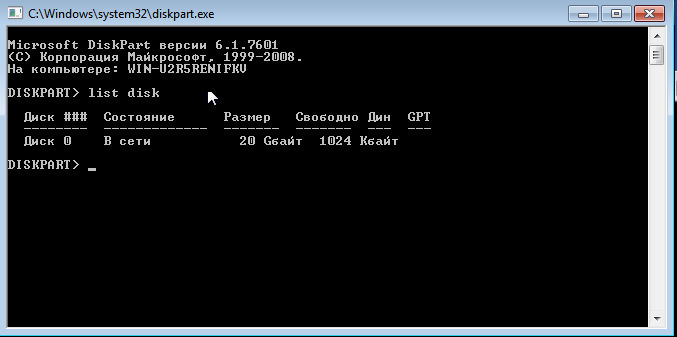 C:\Windows\system32\diskpart.exe
Microsoft DiskPart версии 6.1.7601
(C) Корпорация Майкрософт, 1999-2008.
На компьютере: WIN-U2R5RENIFKV
DISKPART> list disk
Диск ### Состояние Размер Свободно Дин GPT
-------- ------------- ------- ------- --- ---
Диск 0 В сети 20 Gбайт 1024 Kбайт
DISKPART> _